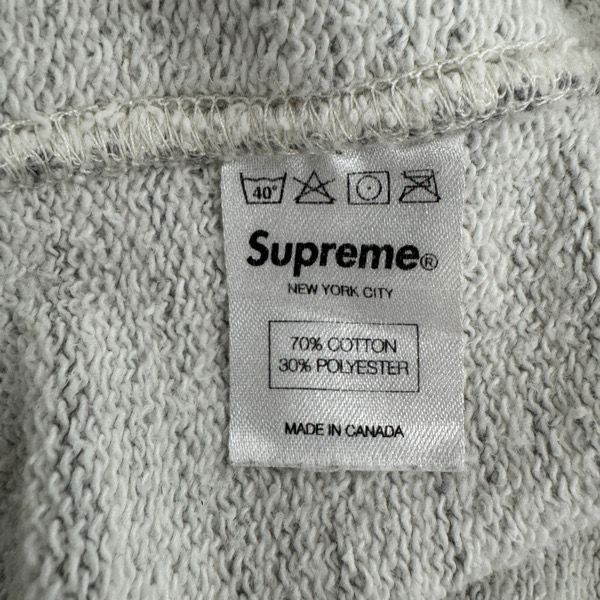 40°
Supreme®
NEW YORK CITY
70% COTTON
30% POLYESTER
MADE IN CANADA